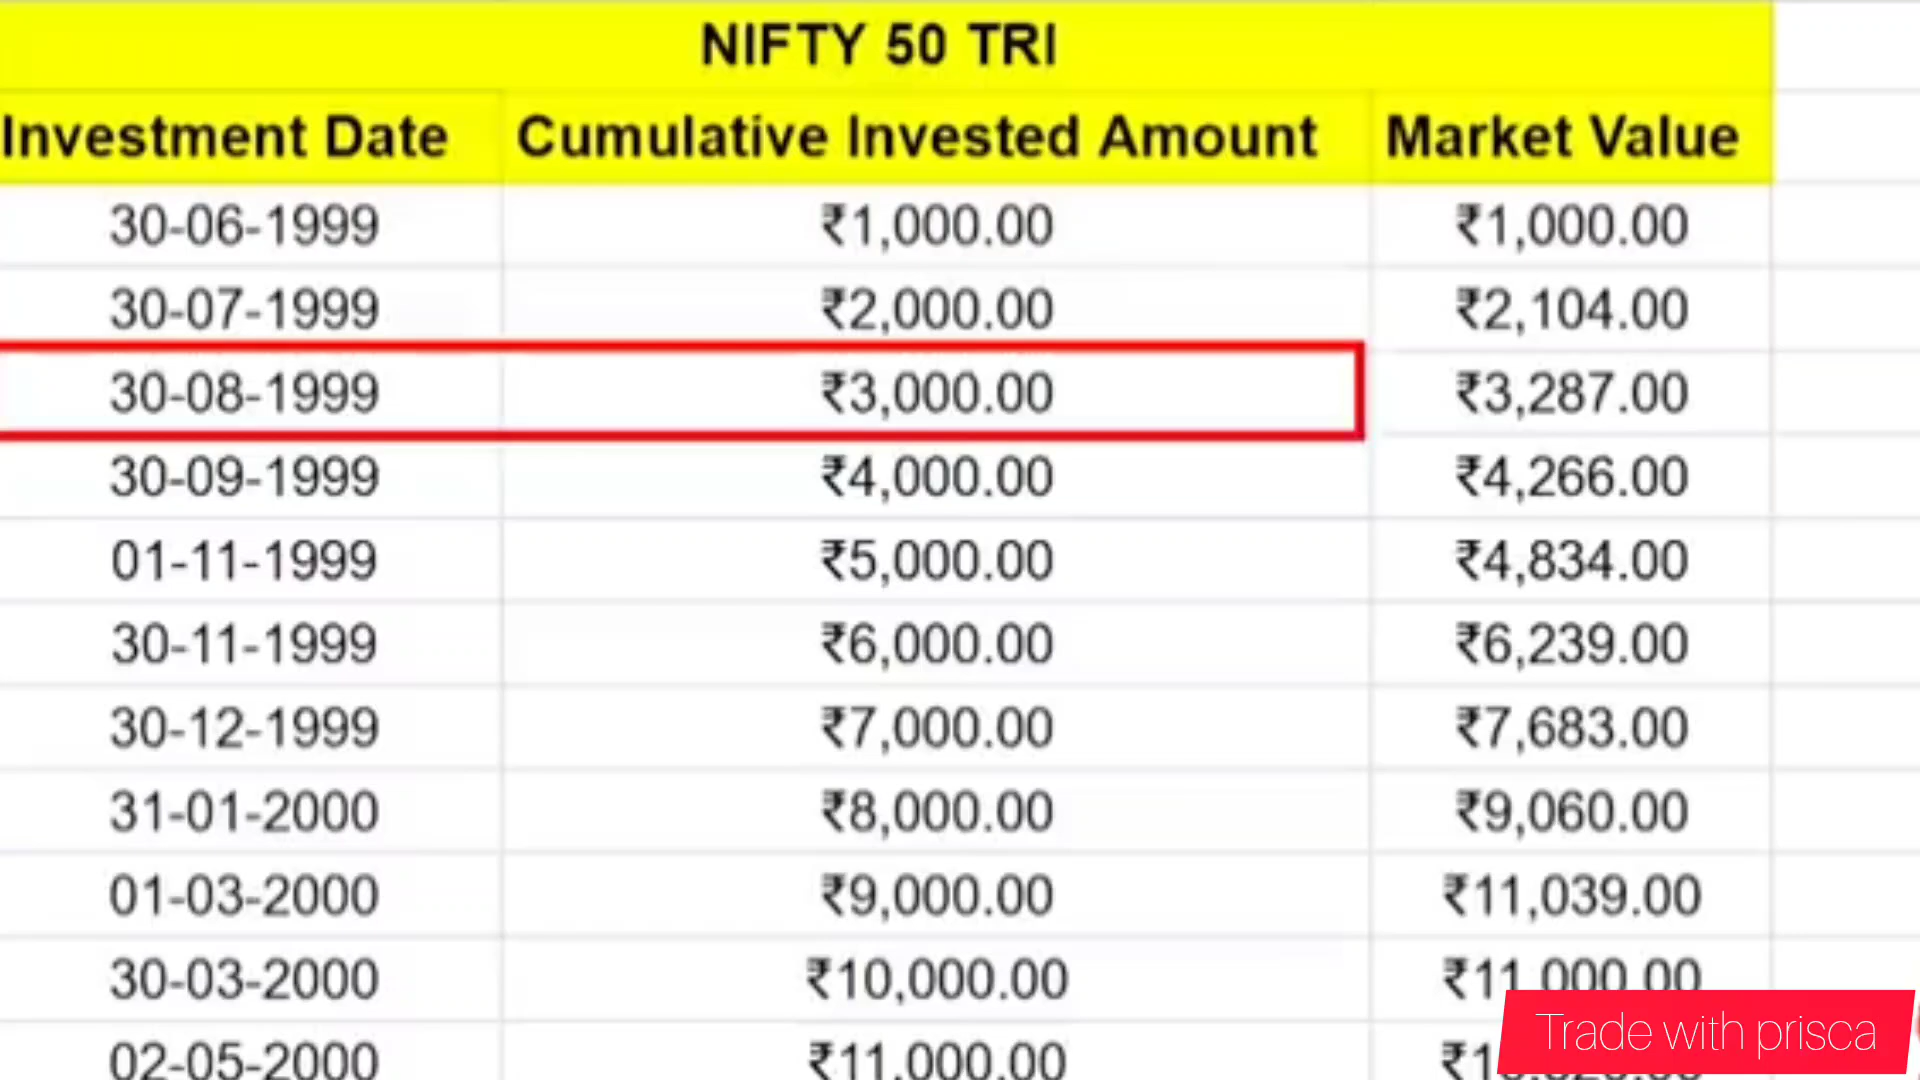 NIFTY 50 TRI
Investment Date Cumulative Invested Amount Market Value
30-06-1999 ₹1,000.00 ₹1,000.00
30-07-1999 ₹2,000.00 ₹2,104.00
30-08-1999 ₹3,000.00 ₹3,287.00
30-09-1999 ₹4,000.00 ₹4,266.00
01-11-1999 ₹5,000.00 ₹4,834.00
30-11-1999 ₹6,000.00 ₹6,239.00
30-12-1999 ₹7,000.00 ₹7,683.00
31-01-2000 ₹8,000.00 ₹9,060.00
01-03-2000 ₹9,000.00 ₹11,039.00
30-03-2000 ₹10,000.00 ₹11,000.00
02-05-2000 ₹11,000.00
Trade with prisca